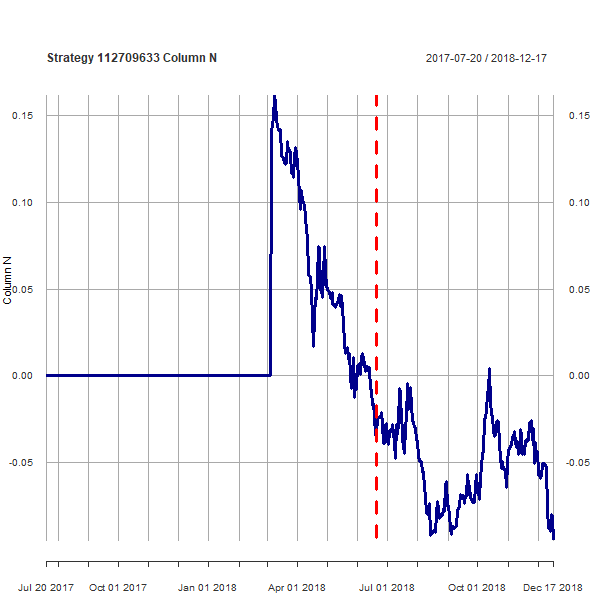 Strategy 112709633 Column N
2017-07-20 / 2018-12-17
0.15 0.15
0.10 0.10
0.05 0.05
0.00 0.00
-0.05 -0.05
Column N
Jul 20 2017 Oct 01 2017 Jan 01 2018 Apr 01 2018 Jul 01 2018 Oct 01 2018 Dec 17 2018